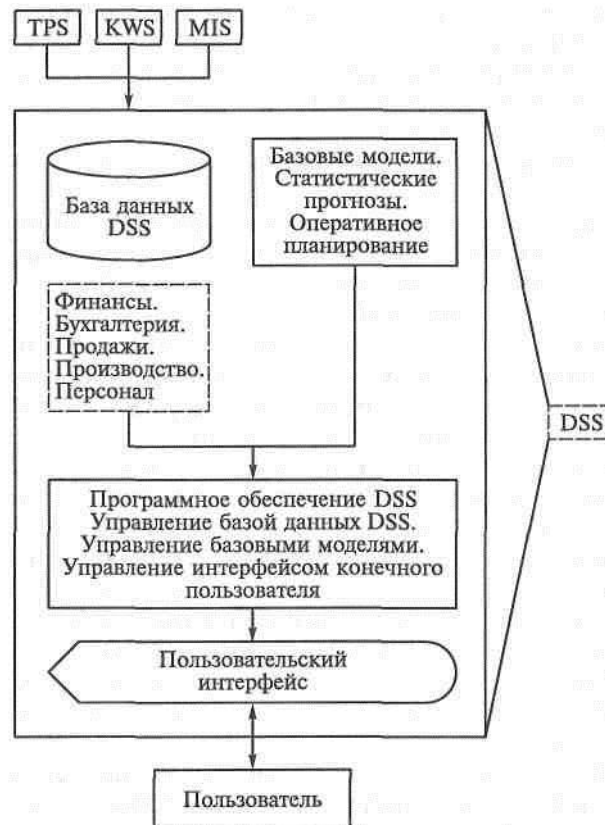 TPS KWS MIS
База данных
DSS
Базовые модели.
Статистические
прогнозы.
Оперативное
планирование
Финансы.
Бухгалтерия.
Продажи.
Производство.
Персонал
DSS
Программное обеспечение DSS
Управление базой данных DSS.
Управление базовыми моделями.
Управление интерфейсом конечного
пользователя
Пользовательский
интерфейс
Пользователь